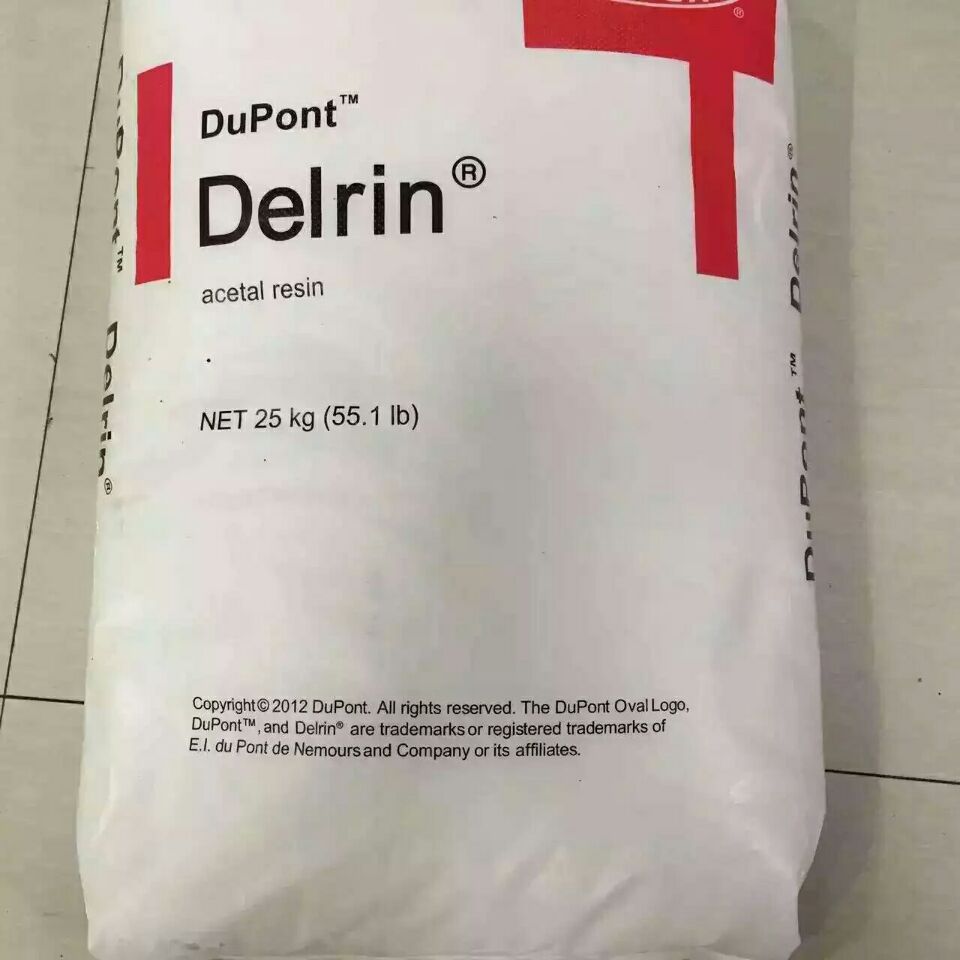 ®
DuPont™
Delrin®
acetal resin
NET 25 kg (55.1 lb)
Copyright© 2012 DuPont. All rights reserved. The DuPont Oval Logo,
DuPont™, and Delrin® are trademarks or registered trademarks of
E.I. du Pont de Nemours and Company or its affiliates.
DuPont™ Delrin®
DuPont™ Delrin®